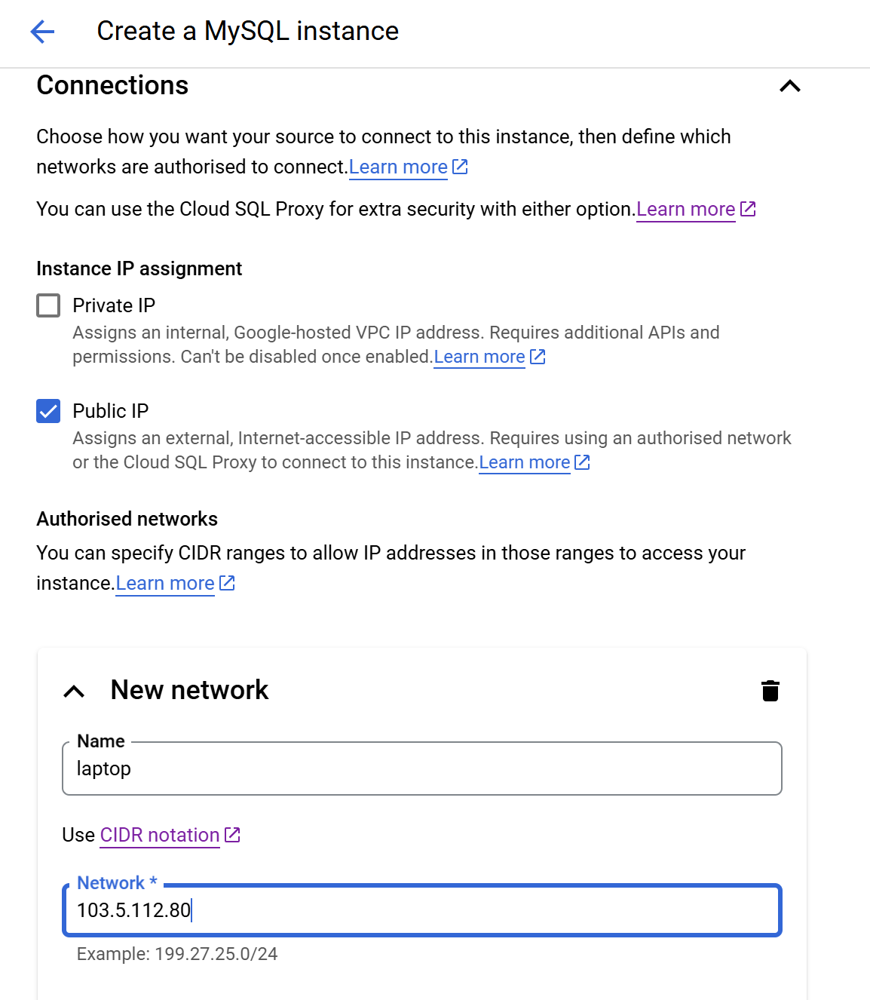 Create a MySQL instance
Connections
Choose how you want your source to connect to this instance, then define which
networks are authorised to connect.Learn more
You can use the Cloud SQL Proxy for extra security with either option.Learn more
Instance IP assignment
Private IP
Assigns an internal, Google-hosted VPC IP address. Requires additional APIs and
permissions. Can't be disabled once enabled.Learn more
Public IP
Assigns an external, Internet-accessible IP address. Requires using an authorised network
or the Cloud SQL Proxy to connect to this instance.Learn more
Authorised networks
You can specify CIDR ranges to allow IP addresses in those ranges to access your
instance.Learn more
New network
Name
laptop
Use CIDR notation
Network *
103.5.112.80
Example: 199.27.25.0/24